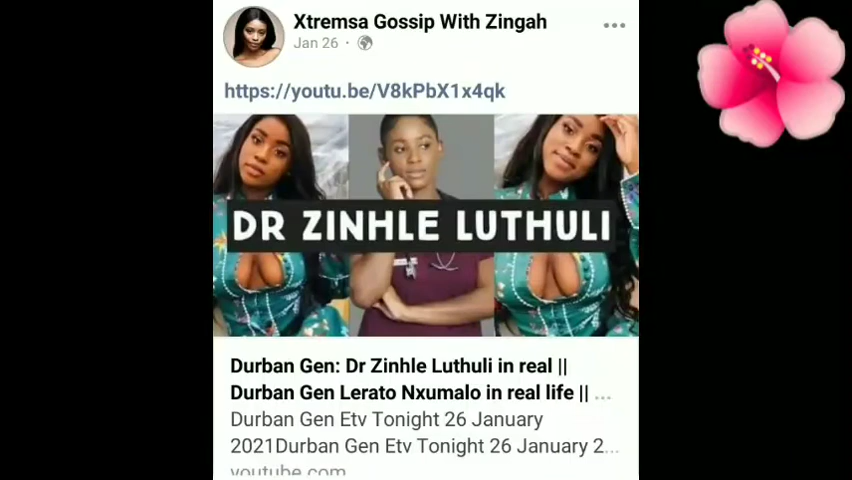 Xtremsa Gossip With Zingah
Jan 26 ·
https://youtu.be/V8kPbX1x4qk
DR ZINHLE LUTHULI
Durban Gen: Dr Zinhle Luthuli in real ||
Durban Gen Lerato Nxumalo in real life || ...
Durban Gen Etv Tonight 26 January
2021Durban Gen Etv Tonight 26 January 2...
youtube.com